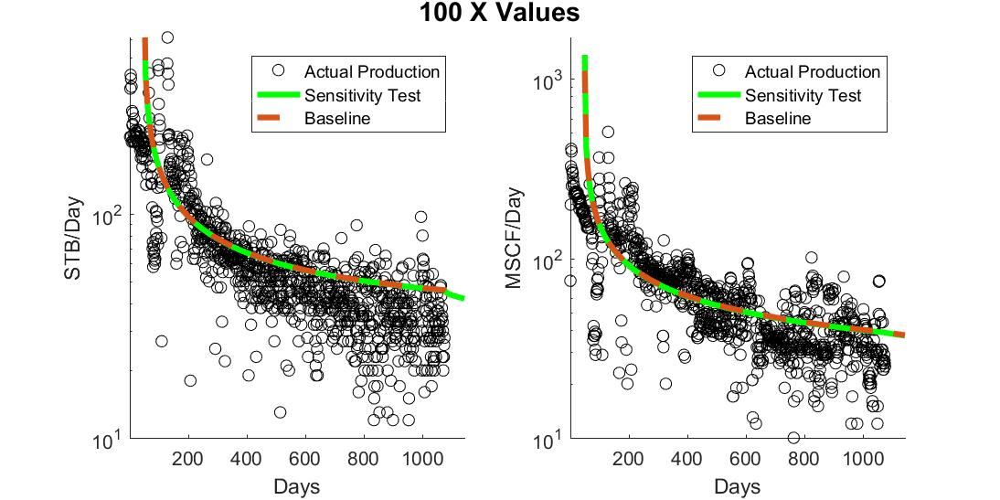 100 X Values
Actual Production
Sensitivity Test
Baseline
STB/Day
10^2
10^1
200 400 600 800 1000
Days
Actual Production
Sensitivity Test
Baseline
MSCF/Day
10^3
10^2
10^1
200 400 600 800 1000
Days